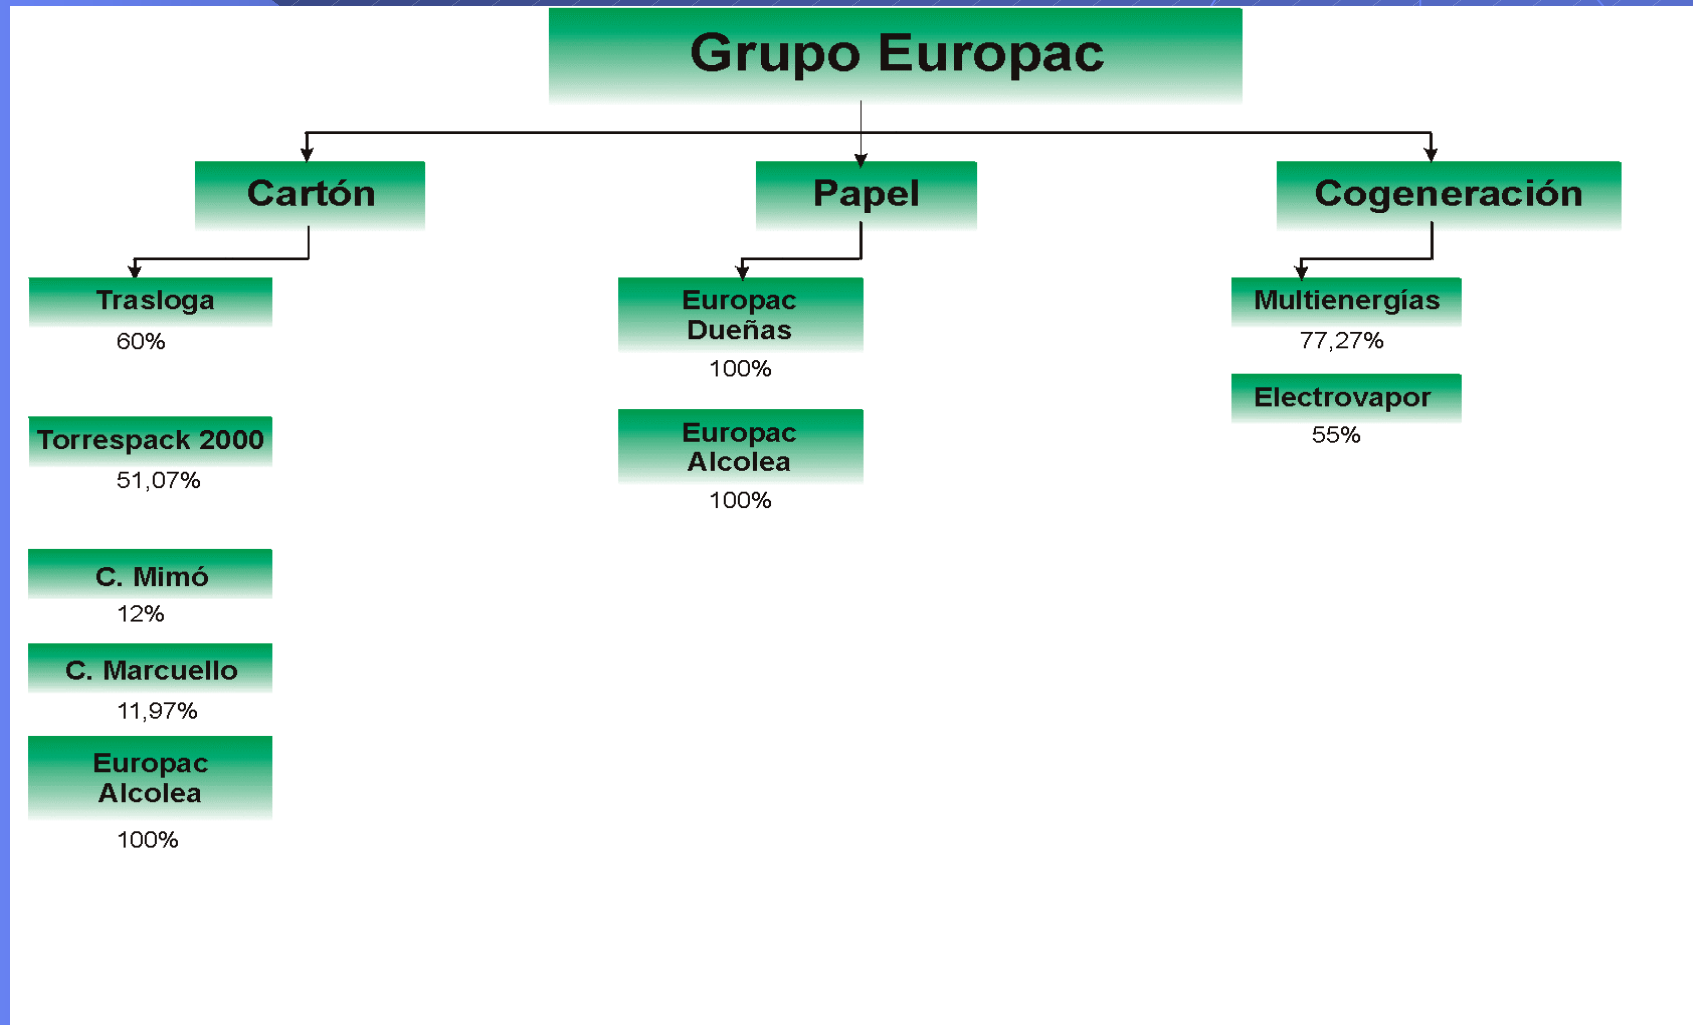 Grupo Europac
Cartón
Trasloga
60%
Torrespack 2000
51,07%
C. Mimó
12%
C. Marcuello
11,97%
Europac
Alcolea
100%
Papel
Europac
Dueñas
100%
Europac
Alcolea
100%
Cogeneración
Multienergías
77,27%
Electrovapor
55%